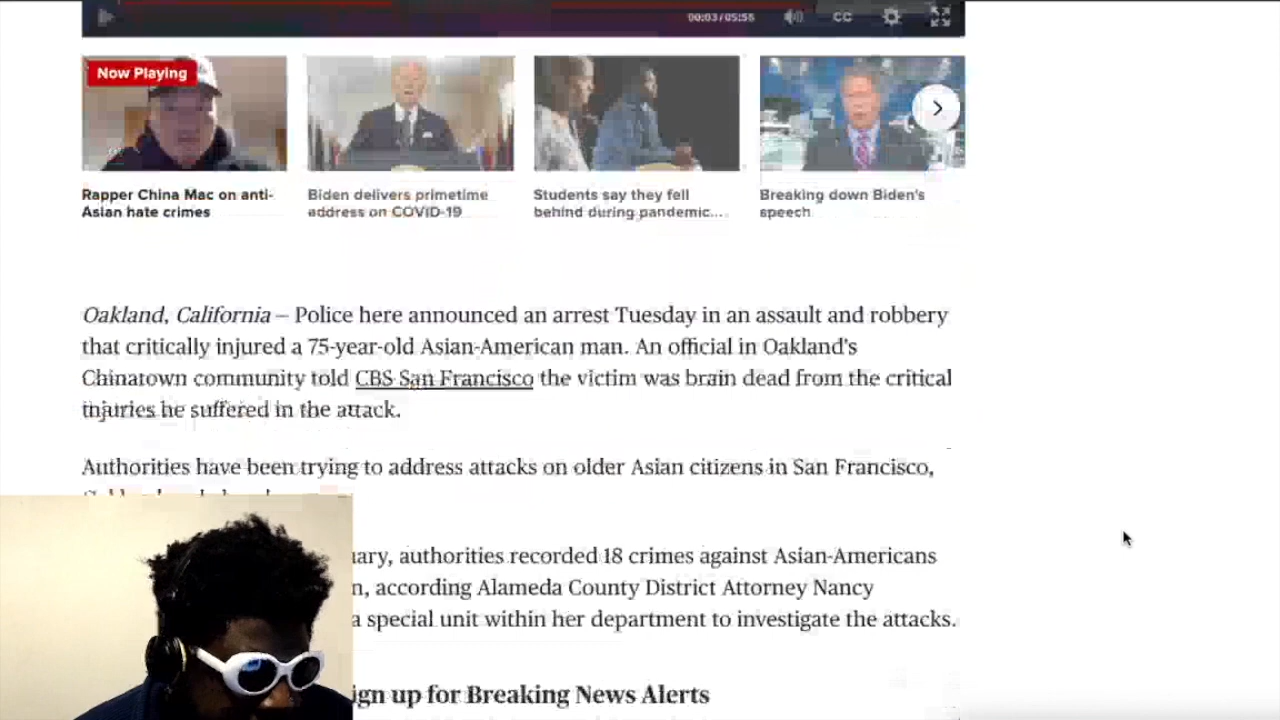 00:03/05:55
CC
Now Playing
Rapper China Mac on anti-
Asian hate crimes
Biden delivers primetime
address on COVID-19
Students say they fell
behind during pandemic...
Breaking down Biden's
speech
Oakland, California – Police here announced an arrest Tuesday in an assault and robbery
that critically injured a 75-year-old Asian-American man. An official in Oakland's
Chinatown community told CBS San Francisco the victim was brain dead from the critical
injuries he suffered in the attack.
Authorities have been trying to address attacks on older Asian citizens in San Francisco,
uary, authorities recorded 18 crimes against Asian-Americans
n, according Alameda County District Attorney Nancy
a special unit within her department to investigate the attacks.
ign up for Breaking News Alerts